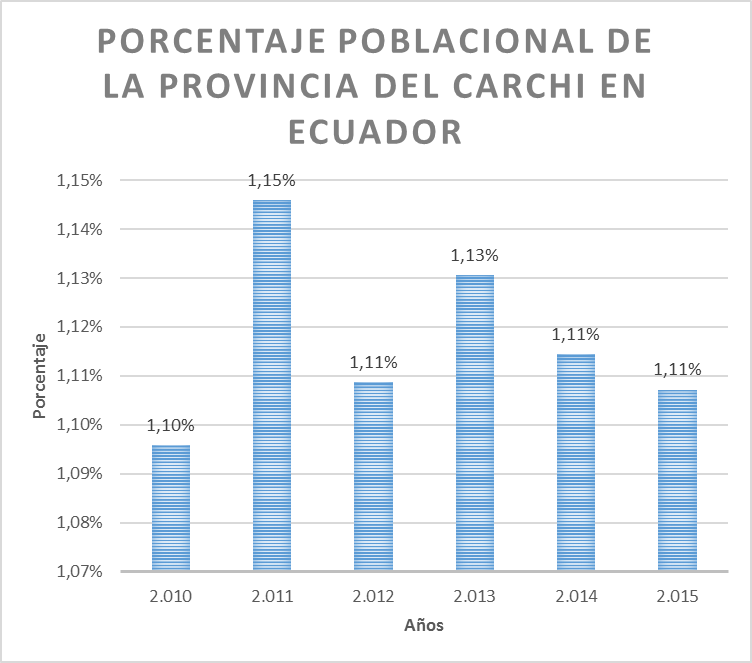 PORCENTAJE POBLACIONAL DE
LA PROVINCIA DEL CARCHI EN
ECUADOR
1,15%
1,14%
1,13%
1,12%
1,11%
1,10%
1,09%
1,08%
1,07%
Porcentaje
1,10%
1,15%
1,11%
1,13%
1,11%
1,11%
2.010 2.011 2.012 2.013 2.014 2.015
Años